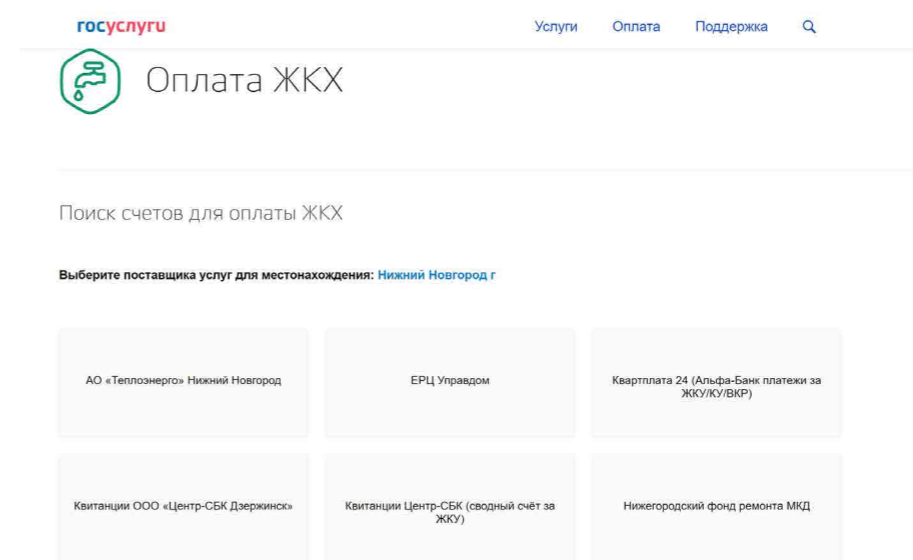 госуслуги
Услуги Оплата Поддержка
Оплата ЖКХ
Поиск счетов для оплаты ЖКХ
Выберите поставщика услуг для местонахождения: Нижний Новгород г
АО «Теплоэнерго» Нижний Новгород
ЕРЦ Управдом
Квартплата 24 (Альфа-Банк платежи за
ЖКУ/КУ/ВКР)
Квитанции ООО «Центр-СБК Дзержинск»
Квитанции Центр-СБК (сводный счёт за
ЖКУ)
Нижегородский фонд ремонта МКД